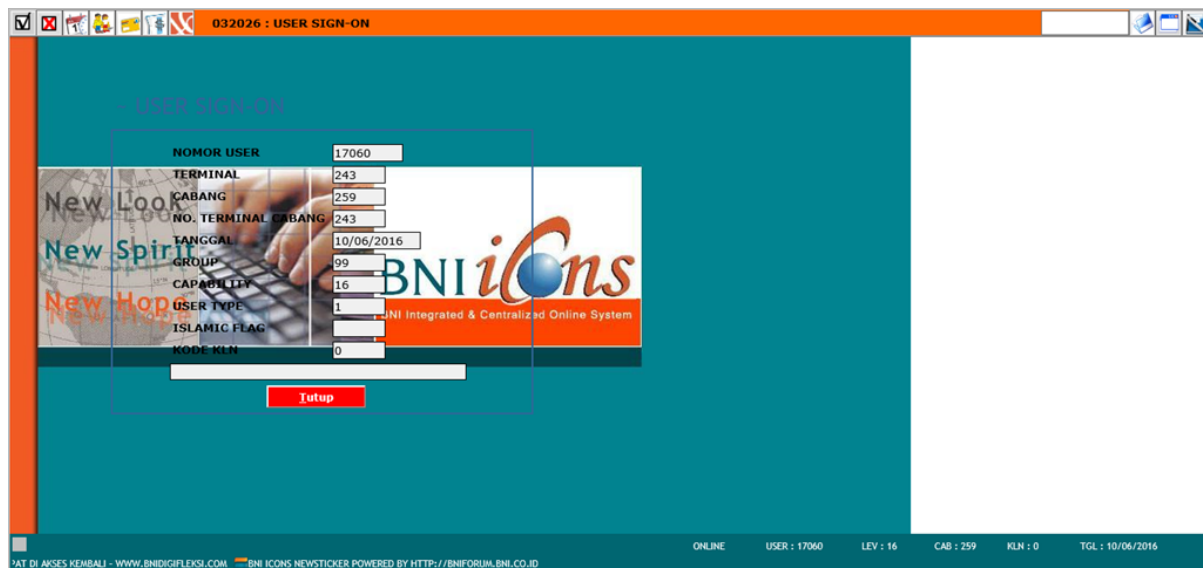 032026 : USER SIGN-ON
- USER SIGN-ON
NOMOR USER 17060
TERMINAL 243
CABANG 259
NO. TERMINAL CABANG 243
TANGGAL 10/06/2016
GROUP 99
CAPABILITY 16
USER TYPE 1
ISLAMIC FLAG
KODE KLN 0
Tutup
New Look
New Spirit
New Hope
BNI iCons
BNI Integrated & Centralized Online System
ONLINE USER : 17060 LEV : 16 CAB : 259 KLN : 0 TGL : 10/06/2016
PAT DI AKSES KEMBALI - WWW.BNIDIGIFLEKSI.COM BNI ICONS NEWSTICKER POWERED BY HTTP://BNIFORUM.BNI.CO.ID